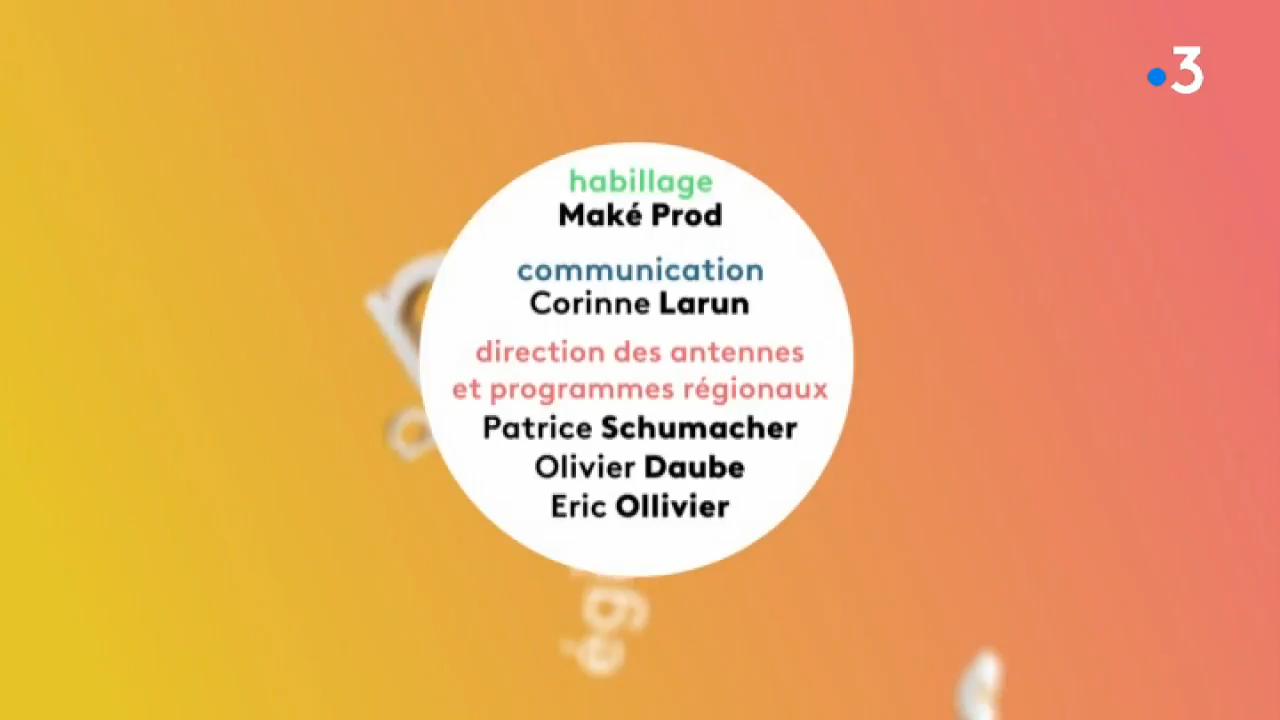 3
habillage
Maké Prod
communication
Corinne Larun
direction des antennes
et programmes régionaux
Patrice Schumacher
Olivier Daube
Eric Ollivier
égi